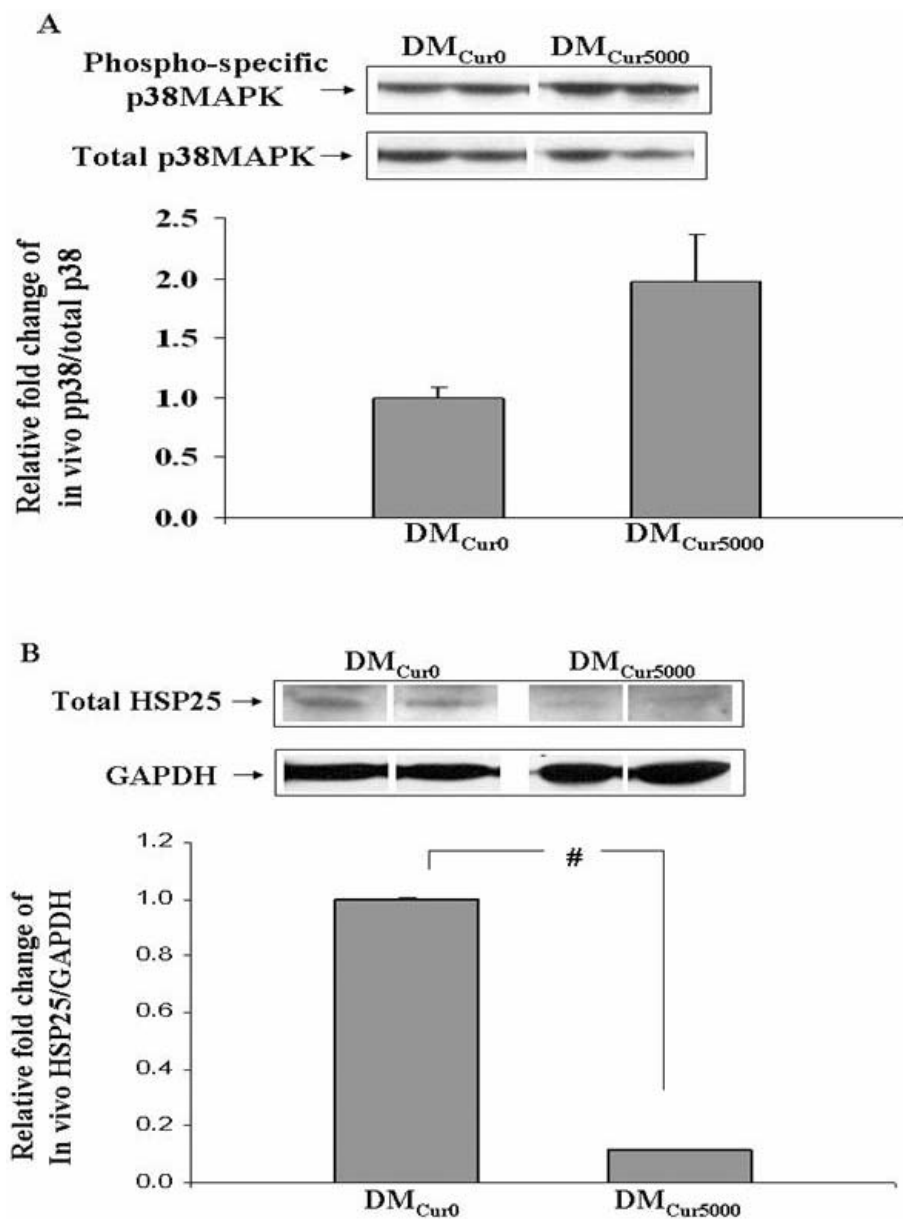 A
DMCur0 DMCur5000
Phospho-specific
p38MAPK
Total p38MAPK
Relative fold change of
in vivo pp38/total p38
2.5
2.0
1.5
1.0
0.5
0.0
DMCur0 DMCur5000
B
DMCur0 DMCur5000
Total HSP25
GAPDH
Relative fold change of
In vivo HSP25/GAPDH
1.2
1.0
0.8
0.6
0.4
0.2
0.0
#
DMCur0 DMCur5000